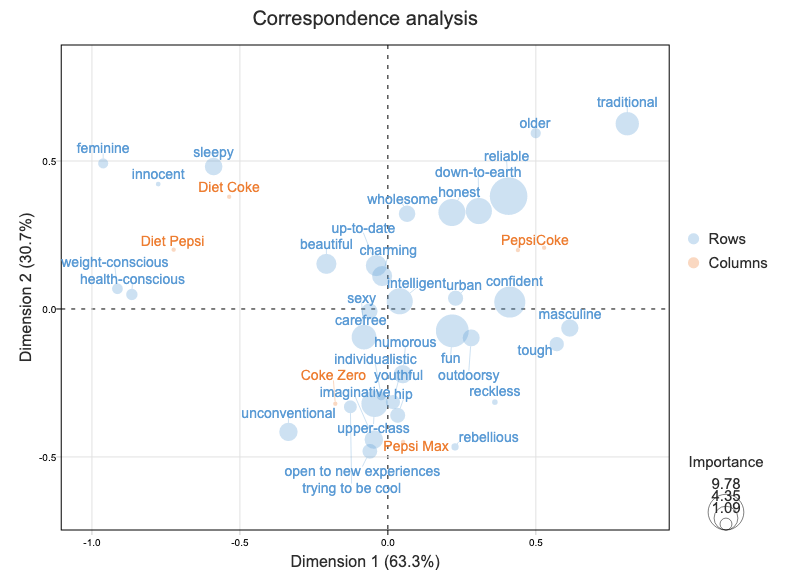 Correspondence analysis
traditional
older
feminine
sleepy
reliable
innocent
down-to-earth
Diet Coke
wholesome
honest
up-to-date
Diet Pepsi
beautiful
charming
PepsiCoke
weight-conscious
health-conscious
intelligent
urban
confident
sexy
carefree
masculine
humorous
tough
individualistic
fun
Coke Zero
youthful
outdoorsy
imaginative
hip
reckless
unconventional
upper-class
Pepsi Max
rebellious
open to new experiences
trying to be cool
0.5
0.0
-0.5
-1.0
-0.5
0.0
0.5
Dimension 1 (63.3%)
Dimension 2 (30.7%)
Rows
Columns
Importance
9.78
4.35
1.09